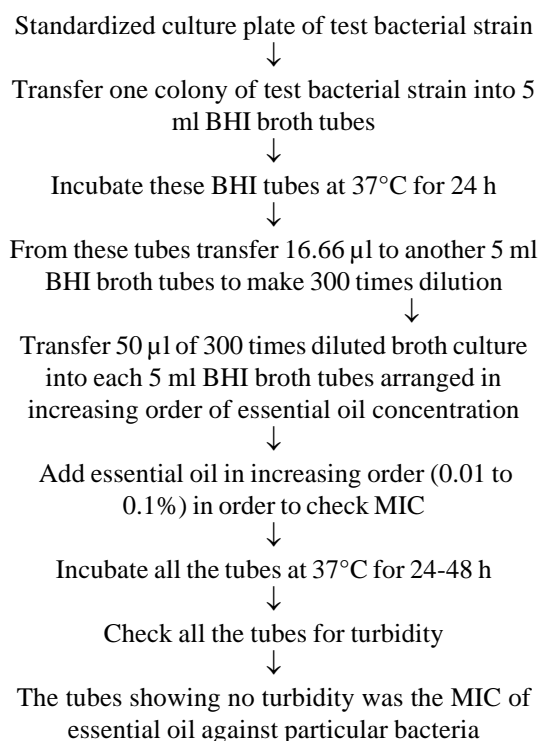 Standardized culture plate of test bacterial strain
↓
Transfer one colony of test bacterial strain into 5
ml BHI broth tubes
↓
Incubate these BHI tubes at 37°C for 24 h
↓
From these tubes transfer 16.66 µl to another 5 ml
BHI broth tubes to make 300 times dilution
↓
Transfer 50 µl of 300 times diluted broth culture
into each 5 ml BHI broth tubes arranged in
increasing order of essential oil concentration
↓
Add essential oil in increasing order (0.01 to
0.1%) in order to check MIC
↓
Incubate all the tubes at 37°C for 24-48 h
↓
Check all the tubes for turbidity
↓
The tubes showing no turbidity was the MIC of
essential oil against particular bacteria